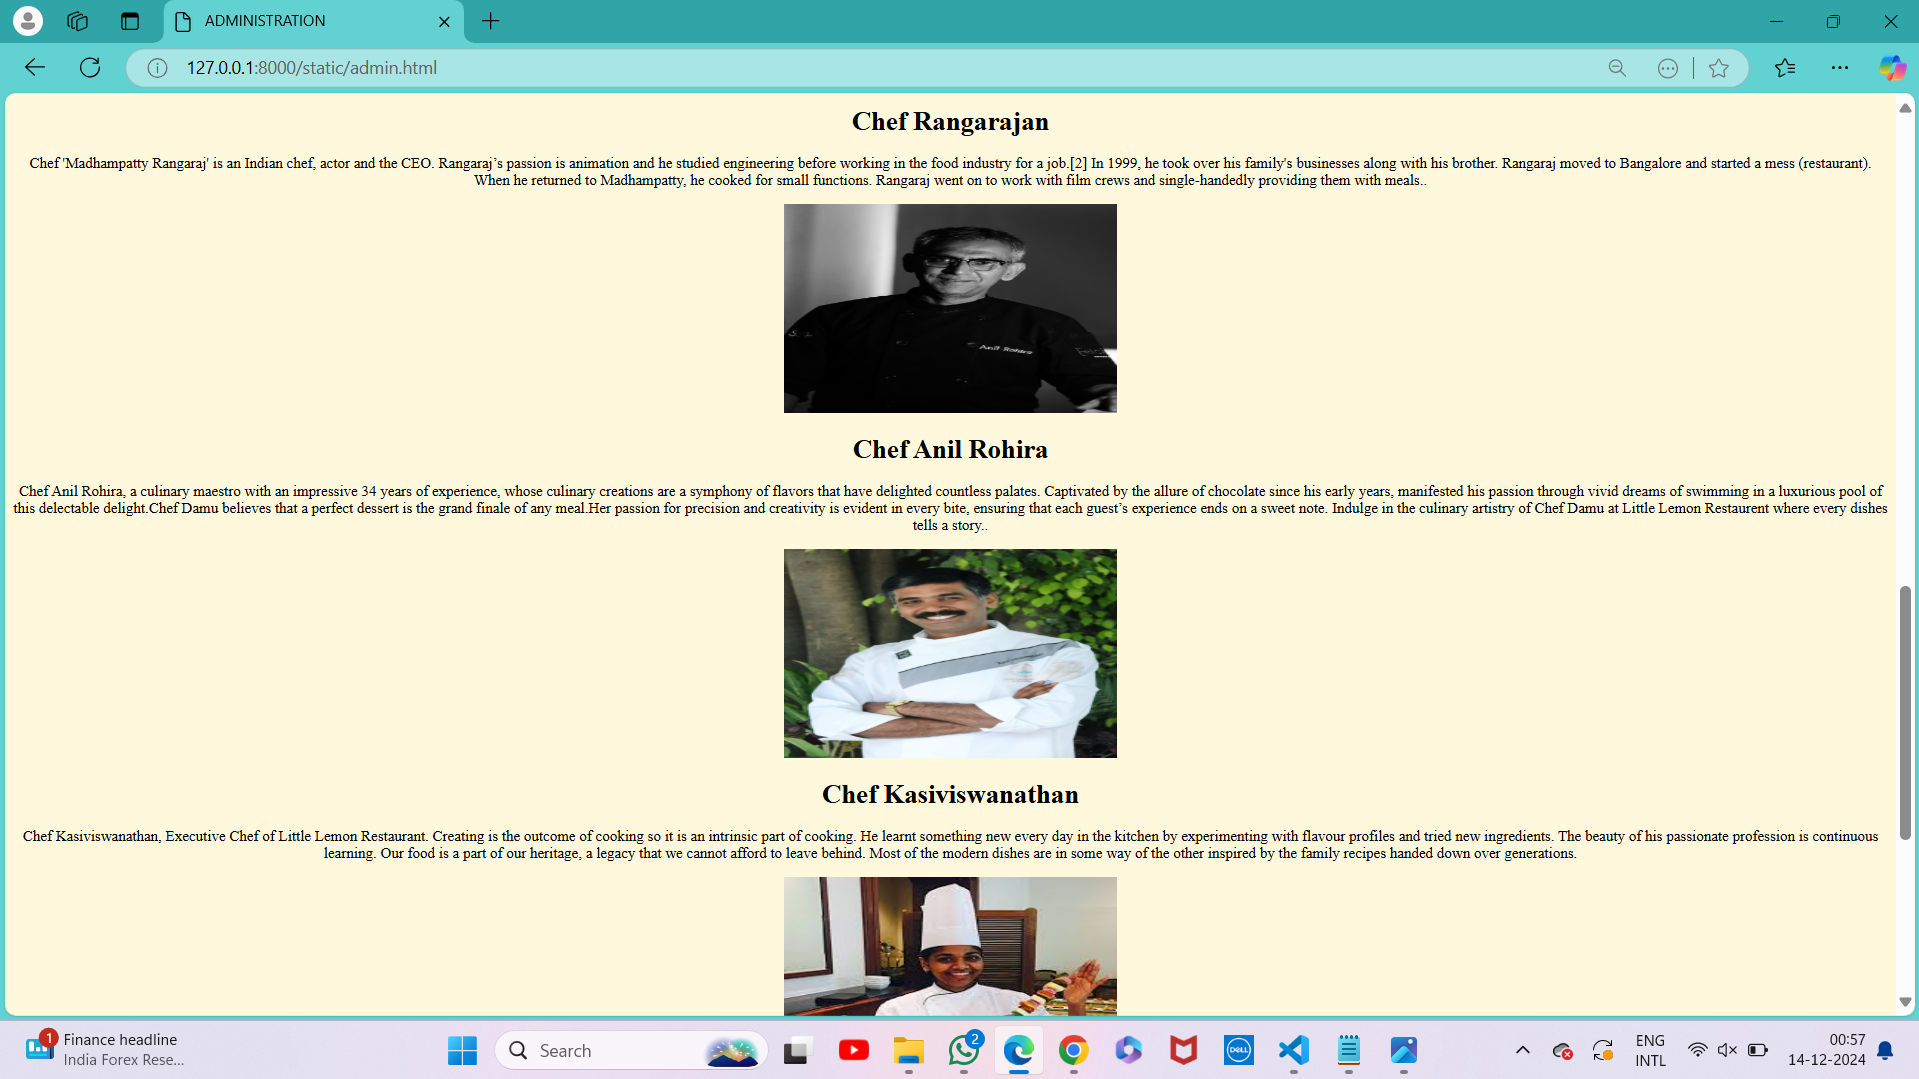 ADMINISTRATION
127.0.0.1:8000/static/admin.html
Chef Rangarajan
Chef 'Madhampatty Rangaraj' is an Indian chef, actor and the CEO. Rangaraj’s passion is animation and he studied engineering before working in the food industry for a job.[2] In 1999, he took over his family's businesses along with his brother. Rangaraj moved to Bangalore and started a mess (restaurant).
When he returned to Madhampatty, he cooked for small functions. Rangaraj went on to work with film crews and single-handedly providing them with meals..
Anil Rohira
Chef Anil Rohira
Chef Anil Rohira, a culinary maestro with an impressive 34 years of experience, whose culinary creations are a symphony of flavors that have delighted countless palates. Captivated by the allure of chocolate since his early years, manifested his passion through vivid dreams of swimming in a luxurious pool of
this delectable delight.Chef Damu believes that a perfect dessert is the grand finale of any meal.Her passion for precision and creativity is evident in every bite, ensuring that each guest’s experience ends on a sweet note. Indulge in the culinary artistry of Chef Damu at Little Lemon Restaurent where every dishes
tells a story..
Chef Kasiviswanathan
Chef Kasiviswanathan, Executive Chef of Little Lemon Restaurant. Creating is the outcome of cooking so it is an intrinsic part of cooking. He learnt something new every day in the kitchen by experimenting with flavour profiles and tried new ingredients. The beauty of his passionate profession is continuous
learning. Our food is a part of our heritage, a legacy that we cannot afford to leave behind. Most of the modern dishes are in some way of the other inspired by the family recipes handed down over generations.
1
Finance headline
India Forex Rese...
Search
2
DELL
ENG
INTL
00:57
14-12-2024